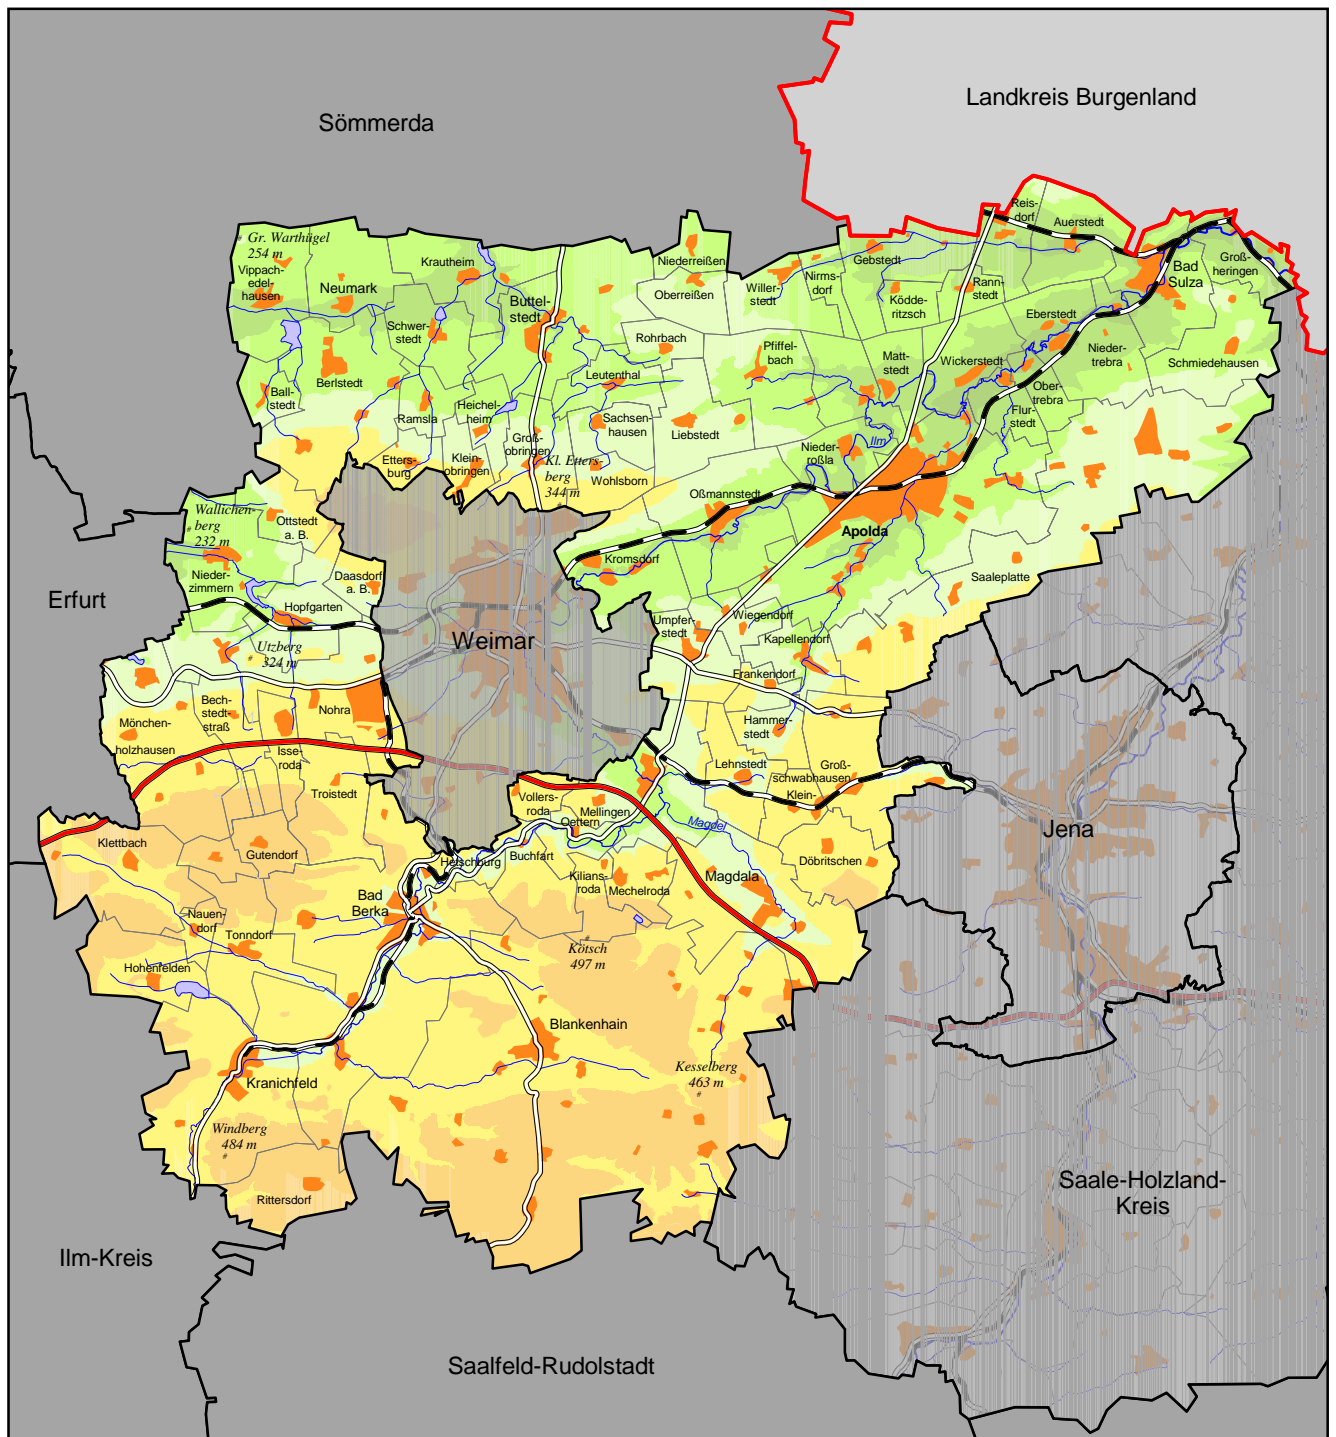 Landkreis Burgenland
Sömmerda
Reis-
dorf
Auerstedt
Gr. Warthügel
254 m
Vippach-
edel-
hausen
Neumark
Krautheim
Niederreißen
Oberreißen
Willer-
stedt
Nirms-
dorf
Gebstedt
Ködde-
ritzsch
Rann-
stedt
Bad
Sulza
Groß-
heringen
Buttel-
stedt
Schwer-
stedt
Rohrbach
Pfiffel-
bach
Matt-
stedt
Eberstedt
Wickerstedt
Nieder-
trebra
Schmiedehausen
Berlstedt
Ball-
stedt
Leutenthal
Ober-
trebra
Flur-
stedt
Ramsla
Heichel-
heim
Sachsen-
hausen
Liebstedt
Groß-
obringen
Ilm
Nieder-
roßla
Etters-
burg
Klein-
obringen
Kl. Etters-
berg
344 m
Wohlsborn
Oßmannstedt
Wallichen-
berg
232 m
Ottstedt
a. B.
Apolda
Kromsdorf
Nieder-
zimmern
Daasdorf
a. B.
Saaleplatte
Erfurt
Hopfgarten
Weimar
Umpfer-
stedt
Wiegendorf
Kapellendorf
Utzberg
324 m
Frankendorf
Bech-
stedt-
straß
Nohra
Mönchen-
holzhausen
Hammer-
stedt
Isse-
roda
Lehnstedt
Groß-
schwabhausen
Klein-
Troistedt
Vollers-
roda
Mellingen
Oettern
Magdel
Jena
Klettbach
Gutendorf
Hetschburg
Buchfart
Döbritschen
Kilians-
roda
Mechelroda
Magdala
Bad
Berka
Nauen-
dorf
Tonndorf
Kötsch
497 m
Hohenfelden
Blankenhain
Kesselberg
463 m
Kranichfeld
Windberg
484 m
Rittersdorf
Saale-Holzland-
Kreis
Ilm-Kreis
Saalfeld-Rudolstadt